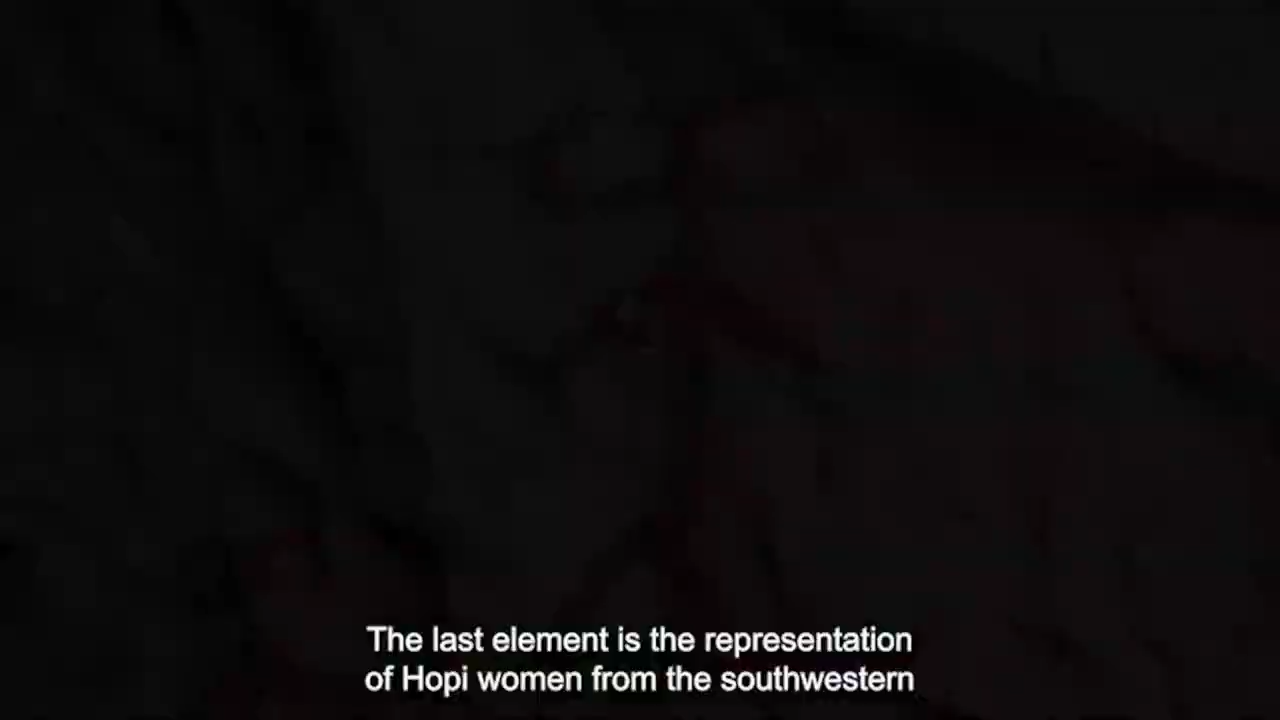 The last element is the representation
of Hopi women from the southwestern